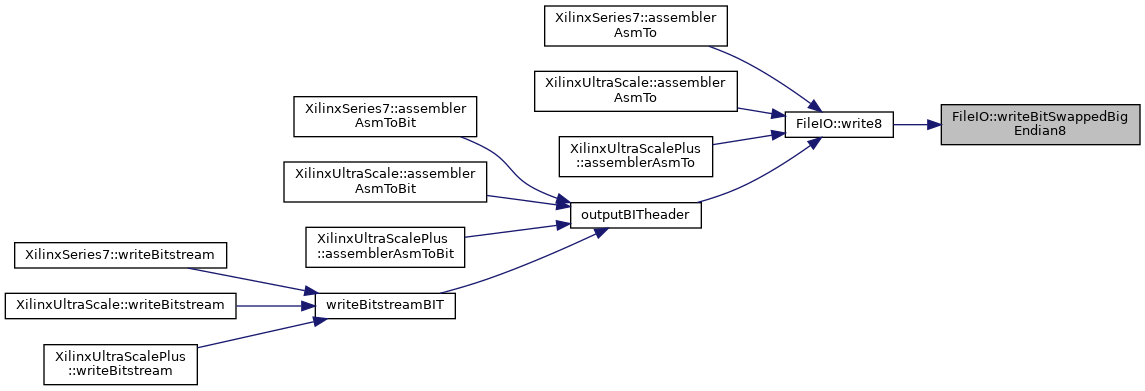 XilinxSeries7::assembler
AsmTo
XilinxUltraScale::assembler
AsmTo
XilinxSeries7::assembler
AsmToBit
FileIO::write8
FileIO::writeBitSwappedBig
Endian8
XilinxUltraScalePlus
::assemblerAsmTo
XilinxUltraScale::assembler
AsmToBit
outputBITheader
XilinxUltraScalePlus
::assemblerAsmToBit
XilinxSeries7::writeBitstream
XilinxUltraScale::writeBitstream
writeBitstreamBIT
XilinxUltraScalePlus
::writeBitstream